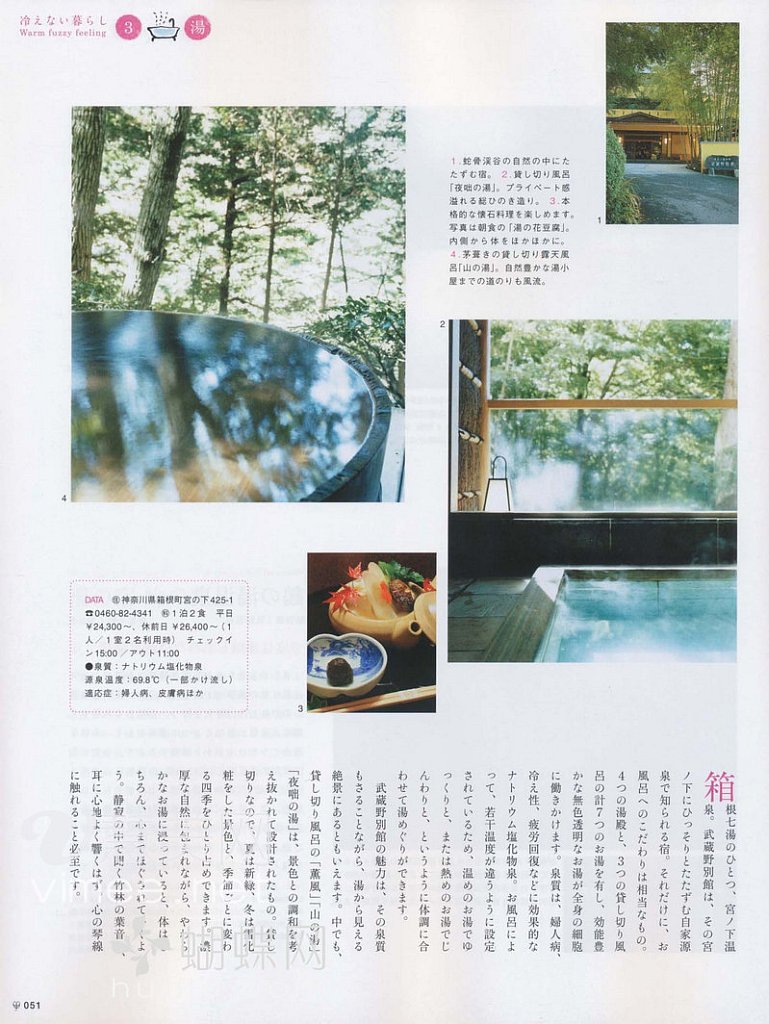 冷えない暮らし
Warm fuzzy feeling
3
湯
1.蛇骨渓谷の自然の中にた
たずむ宿。 2.貸し切り風呂
「夜咄の湯」。プライベート感
溢れる総ひのき造り。 3.本
格的な懐石料理を楽しめます。
写真は朝食の「湯の花豆腐」。
内側から体をほかほかに。
4.茅葺きの貸し切り露天風
呂「山の湯」。自然豊かな湯小
屋までの道のりも風流。
1
2
4
3
DATA ㊟神奈川県箱根町宮の下425-1
☎0460-82-4341 ㊑1泊2食 平日
￥24,300〜、休前日 ￥26,400〜（1
人／1室2名利用時） チェックイ
ン15:00／アウト11:00
●泉質：ナトリウム塩化物泉
源泉温度：69.8℃（一部かけ流し）
適応症：婦人病、皮膚病ほか
箱根七湯のひとつ、宮ノ下温
泉。武蔵野別館は、その宮
ノ下にひっそりとたたずむ自家源
泉で知られる宿。それだけに、お
風呂へのこだわりは相当なもの。
4つの湯殿と、3つの貸し切り風
呂の計7つのお湯を有し、効能豊
かな無色透明なお湯が全身の細胞
に働きかけます。泉質は、婦人病、
冷え性、疲労回復などに効果的な
ナトリウム塩化物泉。お風呂によ
って、若干温度が違うように設定
されているため、温めのお湯でゆ
っくりと、または熱めのお湯でじ
んわりと、というように体調に合
わせて湯めぐりができます。
武蔵野別館の魅力は、その泉質
もさることながら、湯から見える
絶景にあるともいえます。中でも、
貸し切り風呂の「薫風」「山の湯」
「夜咄の湯」は、景色との調和を考
え抜かれて設計されたもの。貸し
切りなので、夏は新緑、冬は雪化
粧をした景色と、季節ごとに変わ
る四季をひとり占めできます。濃
厚な自然に包まれながら、やわら
かなお湯に浸っていると、体はも
ちろん、心までほぐされてくるよ
う。静寂の中で聞く竹林の葉音、
耳に心地よく響くはず。心の琴線
に触れること必至です。
051
蝴蝶网